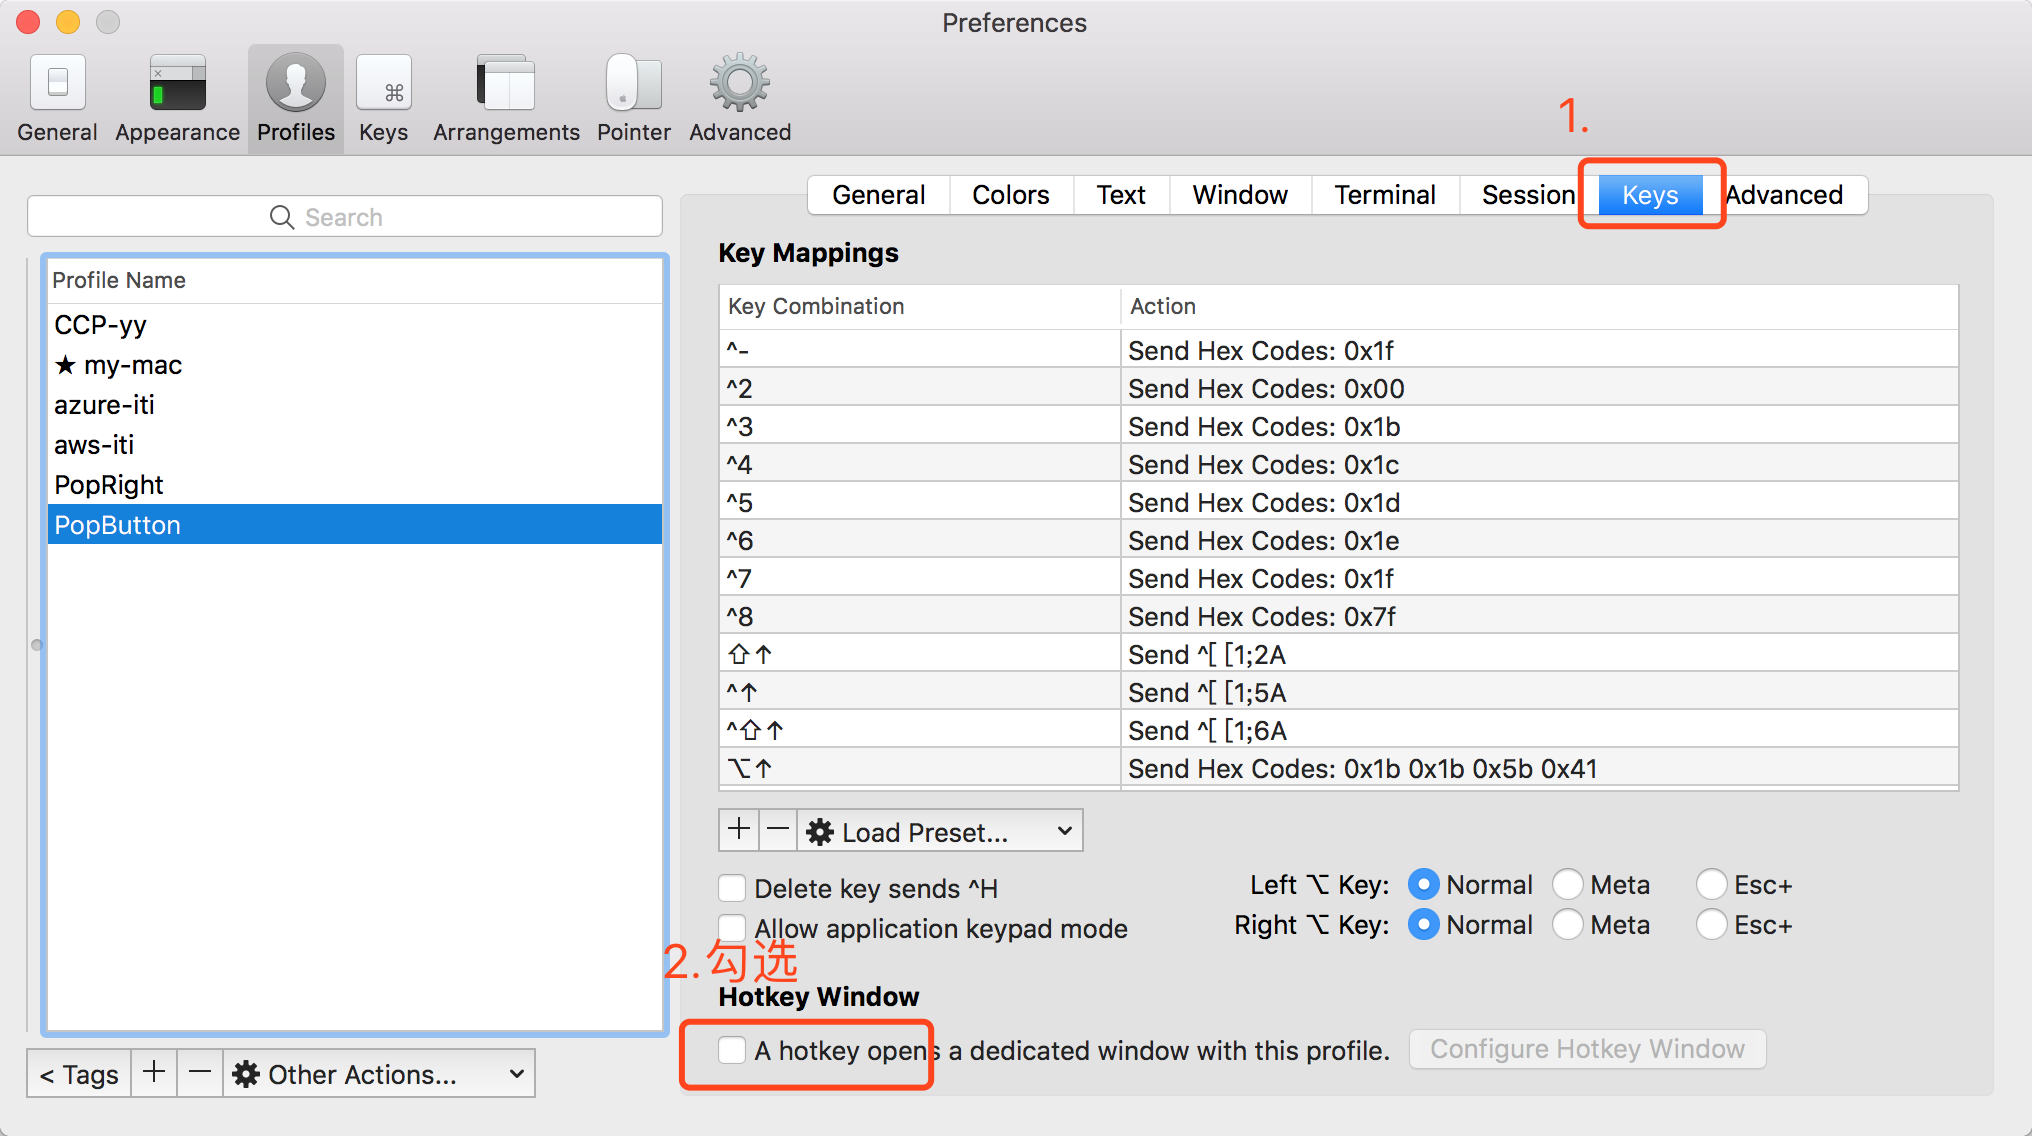 Preferences
General Appearance Profiles Keys Arrangements Pointer Advanced
⌘
1.
General Colors Text Window Terminal Session Keys Advanced
Search
Profile Name
CCP-yy
★ my-mac
azure-iti
aws-iti
PopRight
PopButton
< Tags + — Other Actions...
Key Mappings
Key Combination Action
^- Send Hex Codes: 0x1f
^2 Send Hex Codes: 0x00
^3 Send Hex Codes: 0x1b
^4 Send Hex Codes: 0x1c
^5 Send Hex Codes: 0x1d
^6 Send Hex Codes: 0x1e
^7 Send Hex Codes: 0x1f
^8 Send Hex Codes: 0x7f
⇧↑ Send ^[ [1;2A
^↑ Send ^[ [1;5A
^⇧↑ Send ^[ [1;6A
⌥↑ Send Hex Codes: 0x1b 0x1b 0x5b 0x41
+ — Load Preset...
Delete key sends ^H
Allow application keypad mode
Left ⌥ Key: Normal Meta Esc+
Right ⌥ Key: Normal Meta Esc+
2.勾选
Hotkey Window
A hotkey opens a dedicated window with this profile. Configure Hotkey Window